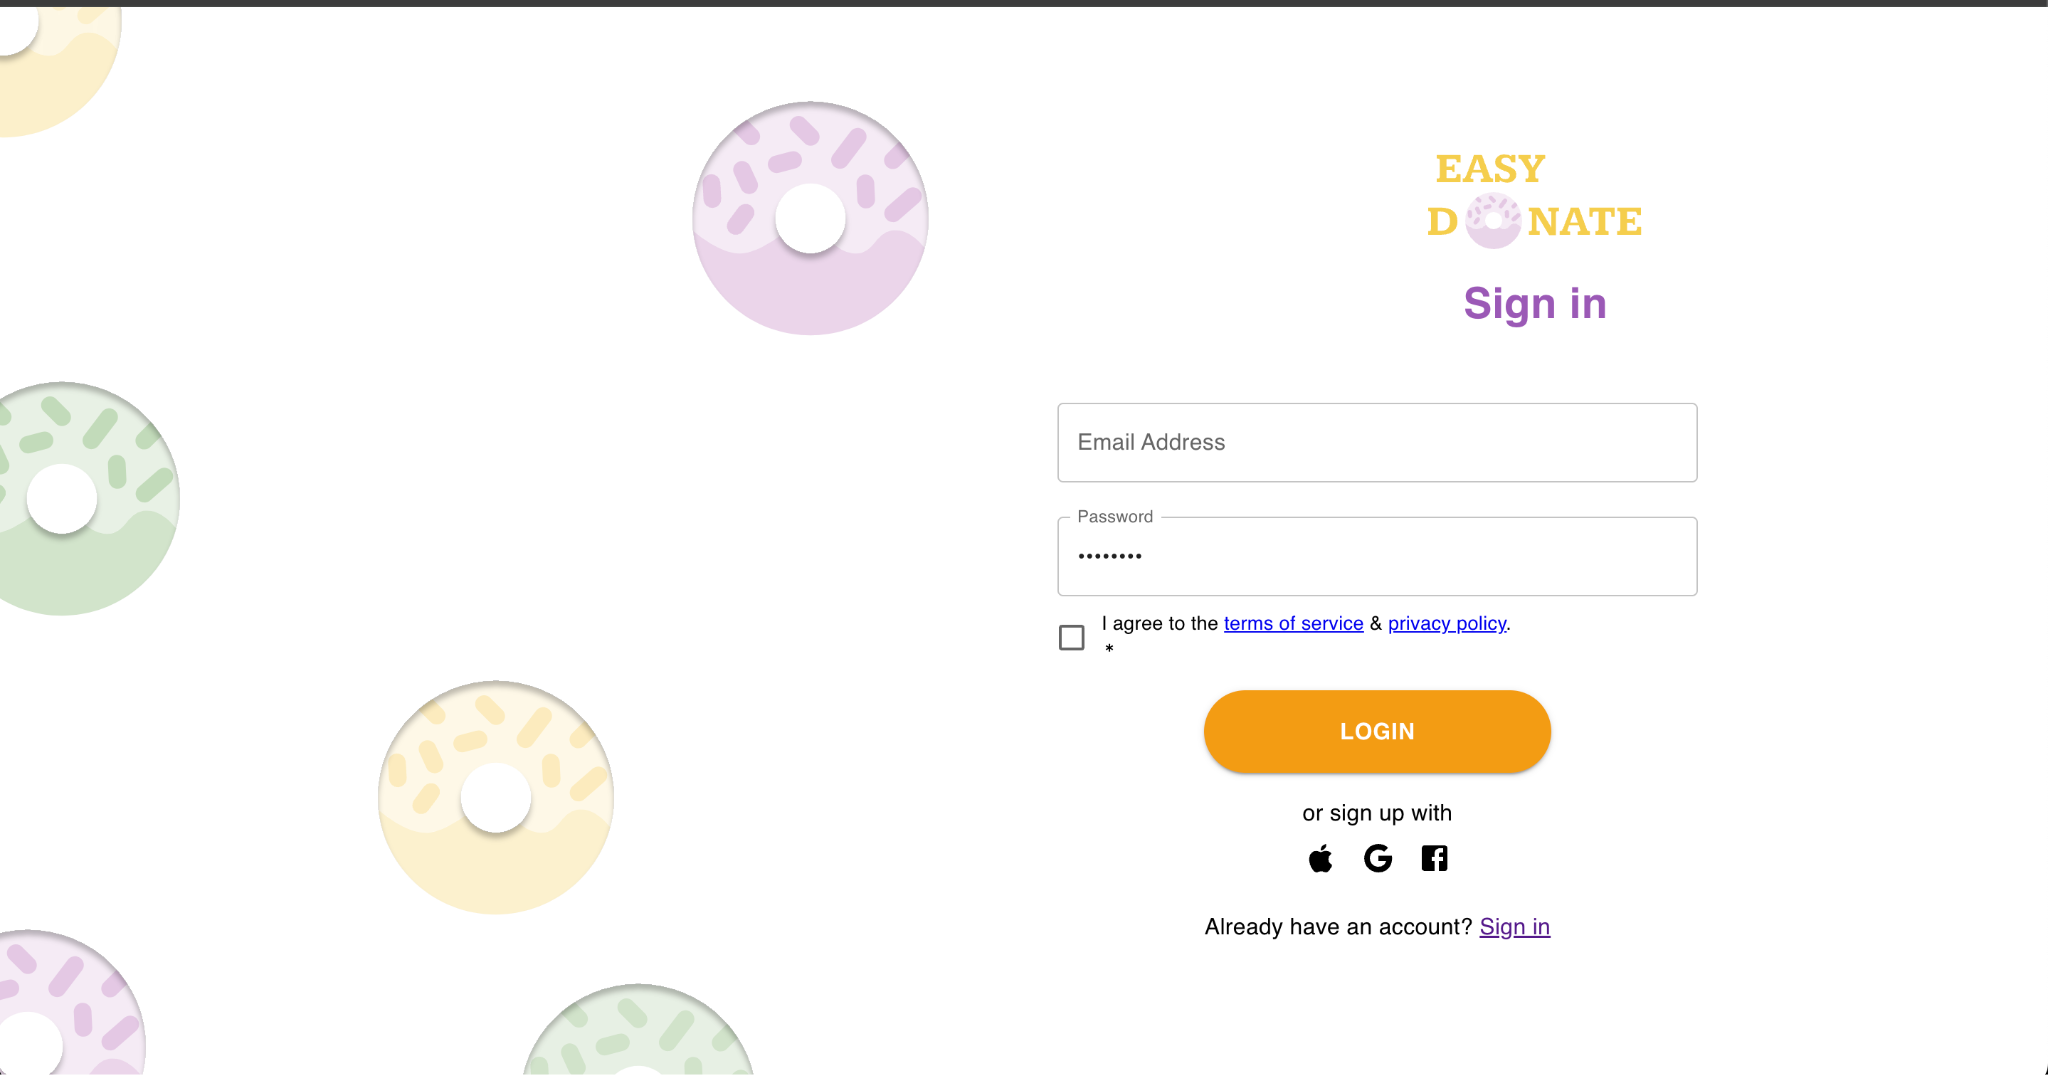 EASY
D NATE
Sign in
Email Address
Password
••••••••
I agree to the terms of service & privacy policy.
*
LOGIN
or sign up with
Already have an account? Sign in